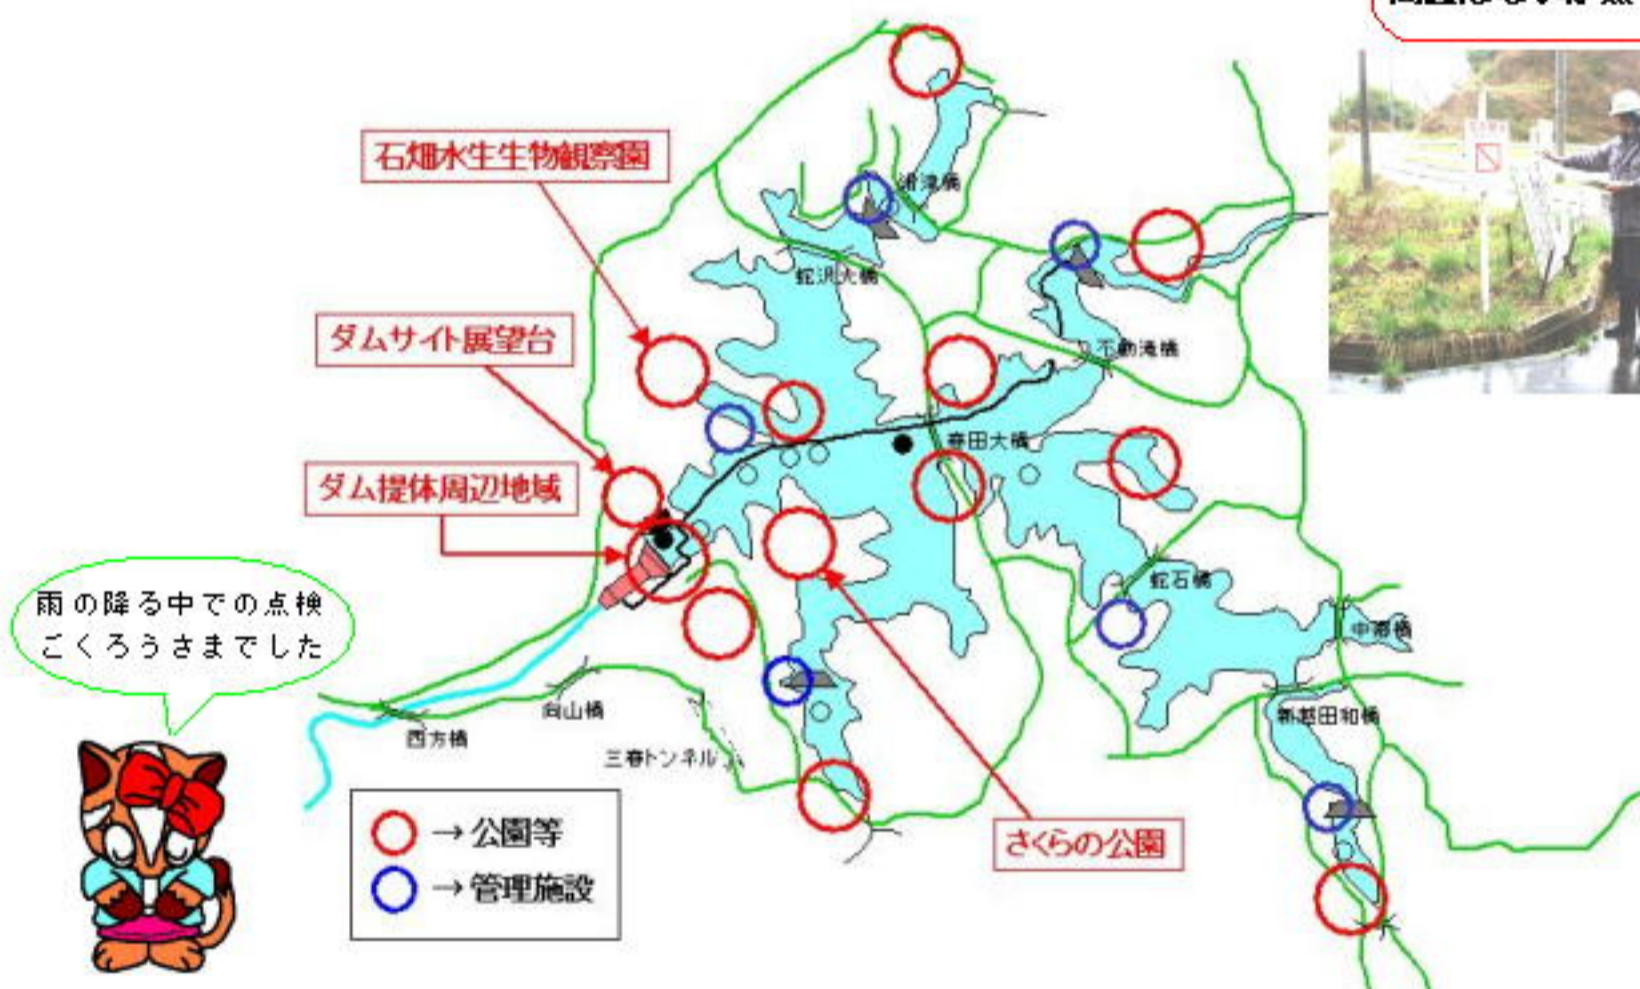 石畑水生生物観察園
滑滝橋
蛇沢大橋
ダムサイト展望台
不動滝橋
春田大橋
ダム提体周辺地域
蛇石橋
雨の降る中での点検
ごくろうさまでした
中郷橋
向山橋
新越田和橋
西方橋
三春トンネル
→公園等
さくらの公園
→管理施設